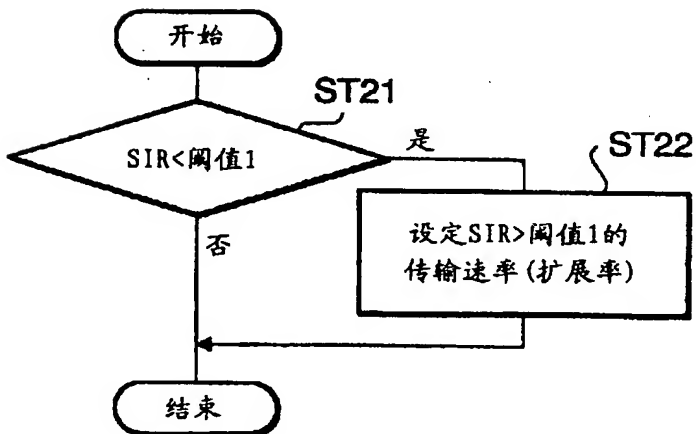 开始
ST21
SIR<阈值1
是
ST22
设定SIR>阈值1的
传输速率(扩展率)
否
结束